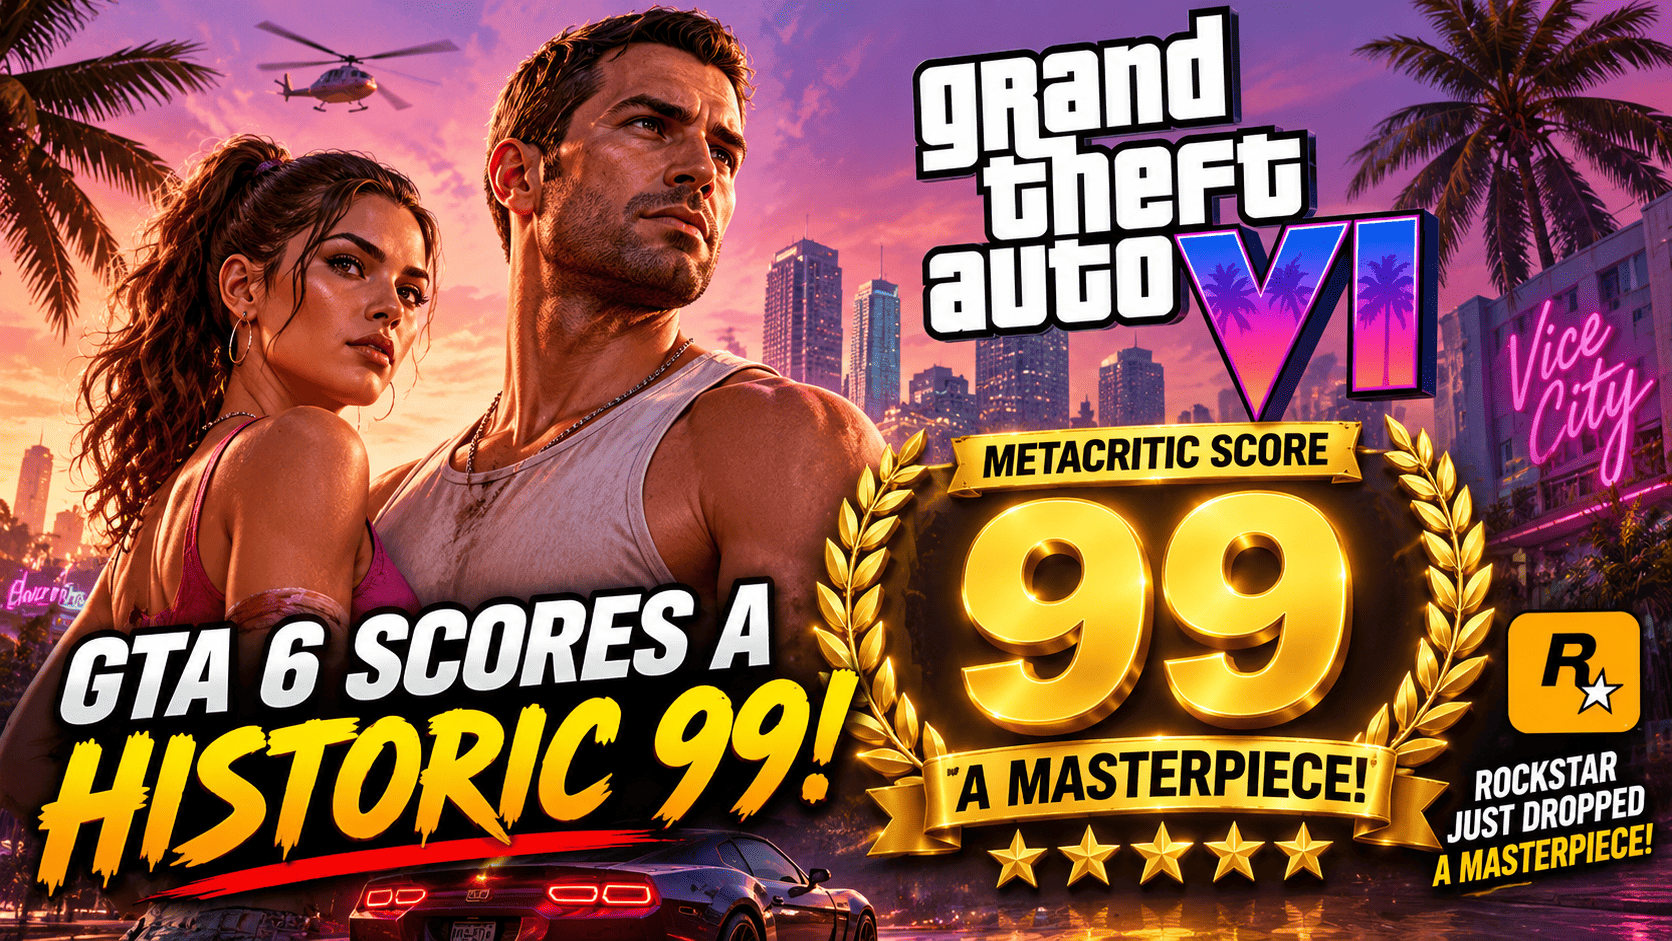 grand
theft
auto VI
METACRITIC SCORE
99
"A MASTERPIECE!"
GTA 6 SCORES A
HISTORIC 99!
Vice
City
R
ROCKSTAR
JUST DROPPED
A MASTERPIECE!